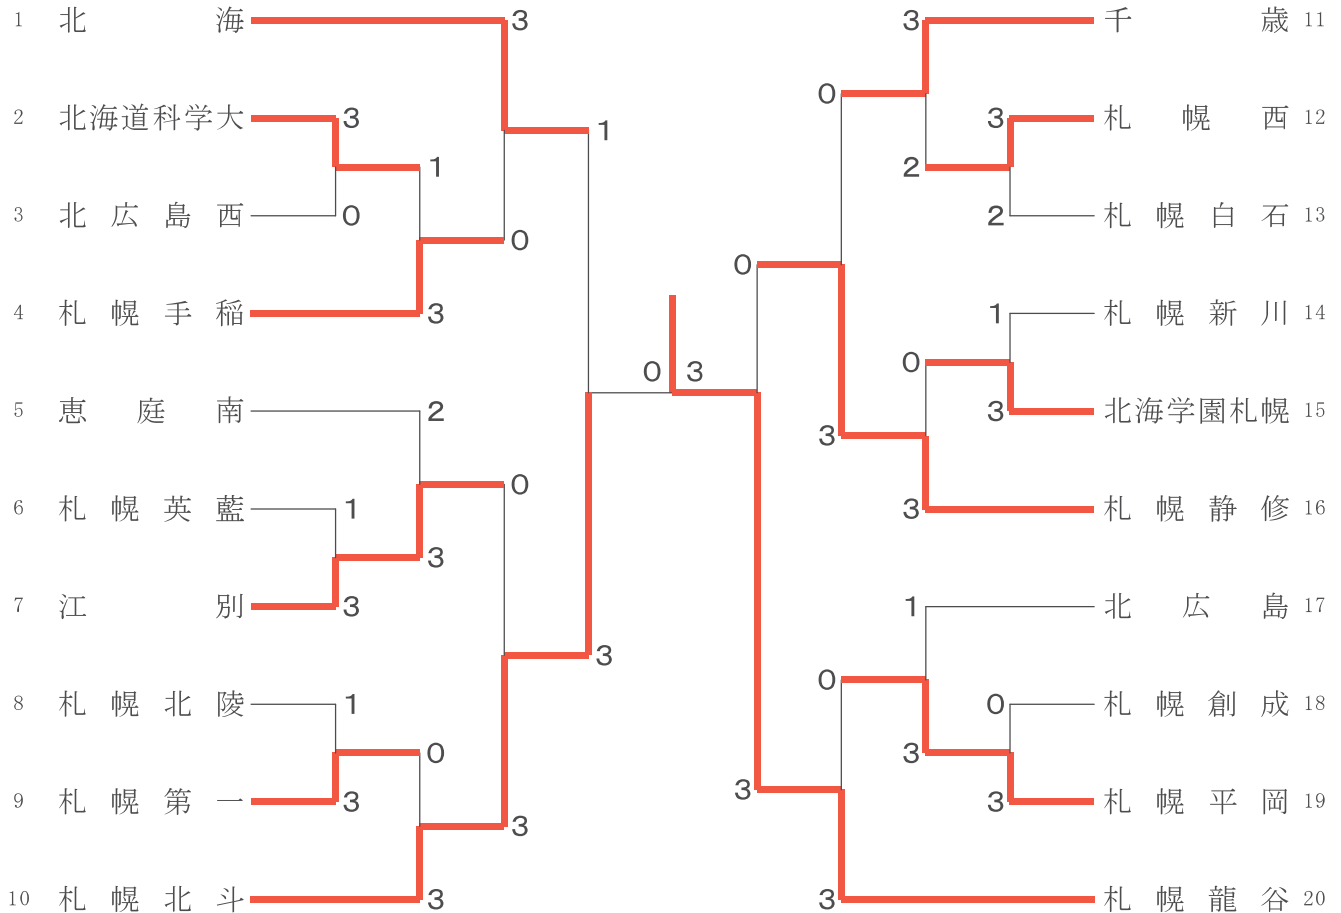 1 北海 3
2 北海道科学大 3
1
3 北広島西 0
0
4 札幌手稲 3
1
5 恵庭南 2
0
6 札幌英藍 1
3
7 江別 3
3
8 札幌北陵 1
0
9 札幌第一 3
3
10 札幌北斗 3
0 3
3 千歳 11
0
3 札幌西 12
2
2 札幌白石 13
0
1 札幌新川 14
0
3 北海学園札幌 15
3
3 札幌静修 16
1 北広島 17
0
0 札幌創成 18
3
3 札幌平岡 19
3
3 札幌龍谷 20